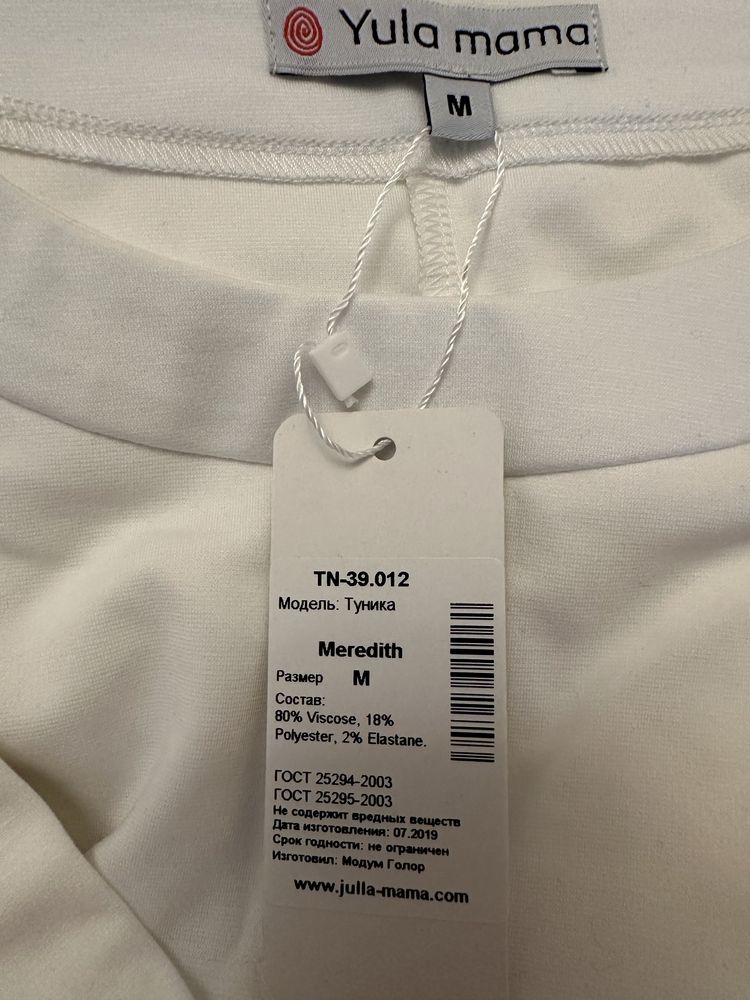 Yula mama
M
TN-39.012
Модель: Туника
Meredith
Размер M
Состав:
80% Viscose, 18%
Polyester, 2% Elastane.
ГОСТ 25294-2003
ГОСТ 25295-2003
Не содержит вредных веществ
Дата изготовления: 07.2019
Срок годности: не ограничен
Изготовил: Модум Голор
www.julla-mama.com